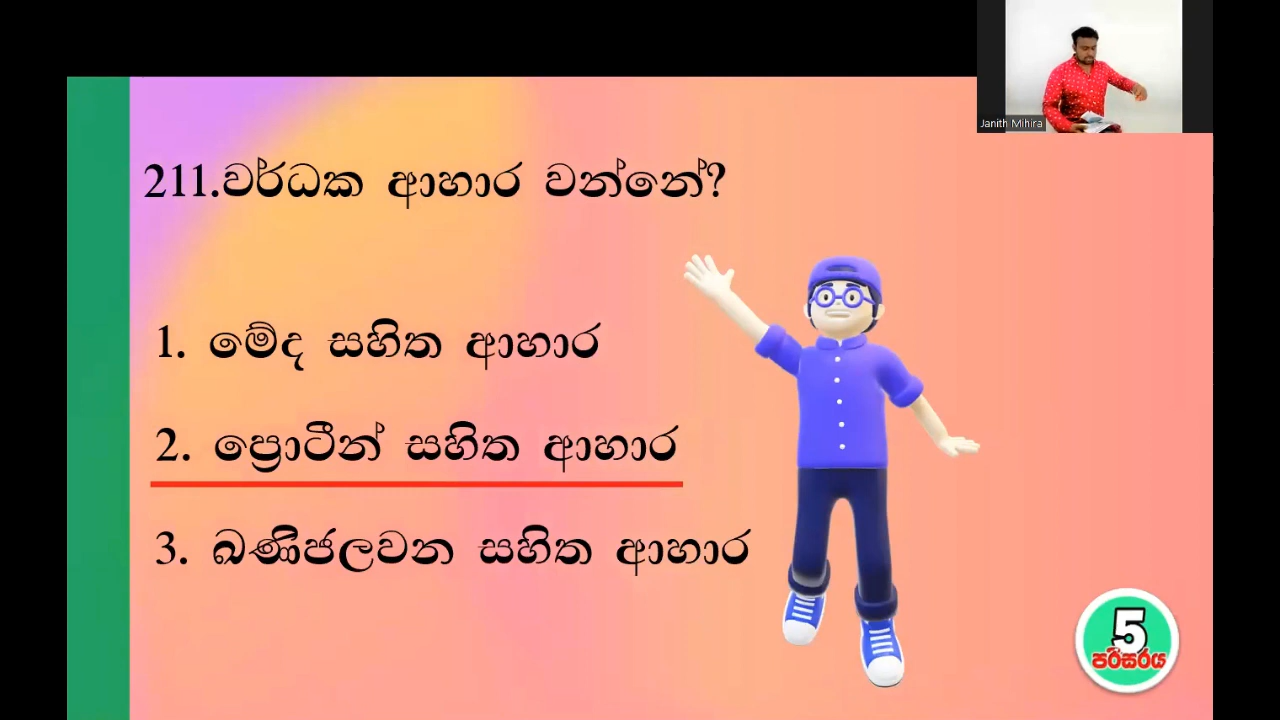 Janith Mihira
211.වර්ධක ආහාර වන්නේ?
1. මේද සහිත ආහාර
2. ප්‍රොටීන් සහිත ආහාර
3. ඛණිජලවන සහිත ආහාර
5
පරිසරය